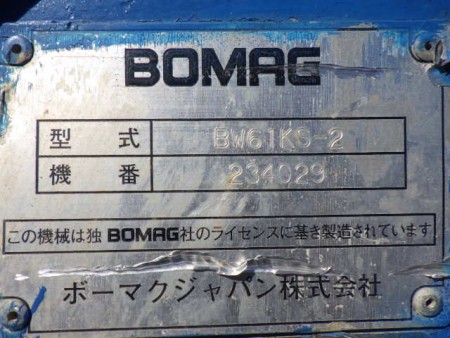 BOMAG
型式 BW61KS-2
機番 234029
この機械は独BOMAG社のライセンスに基き製造されています
ボーマクジャパン株式会社